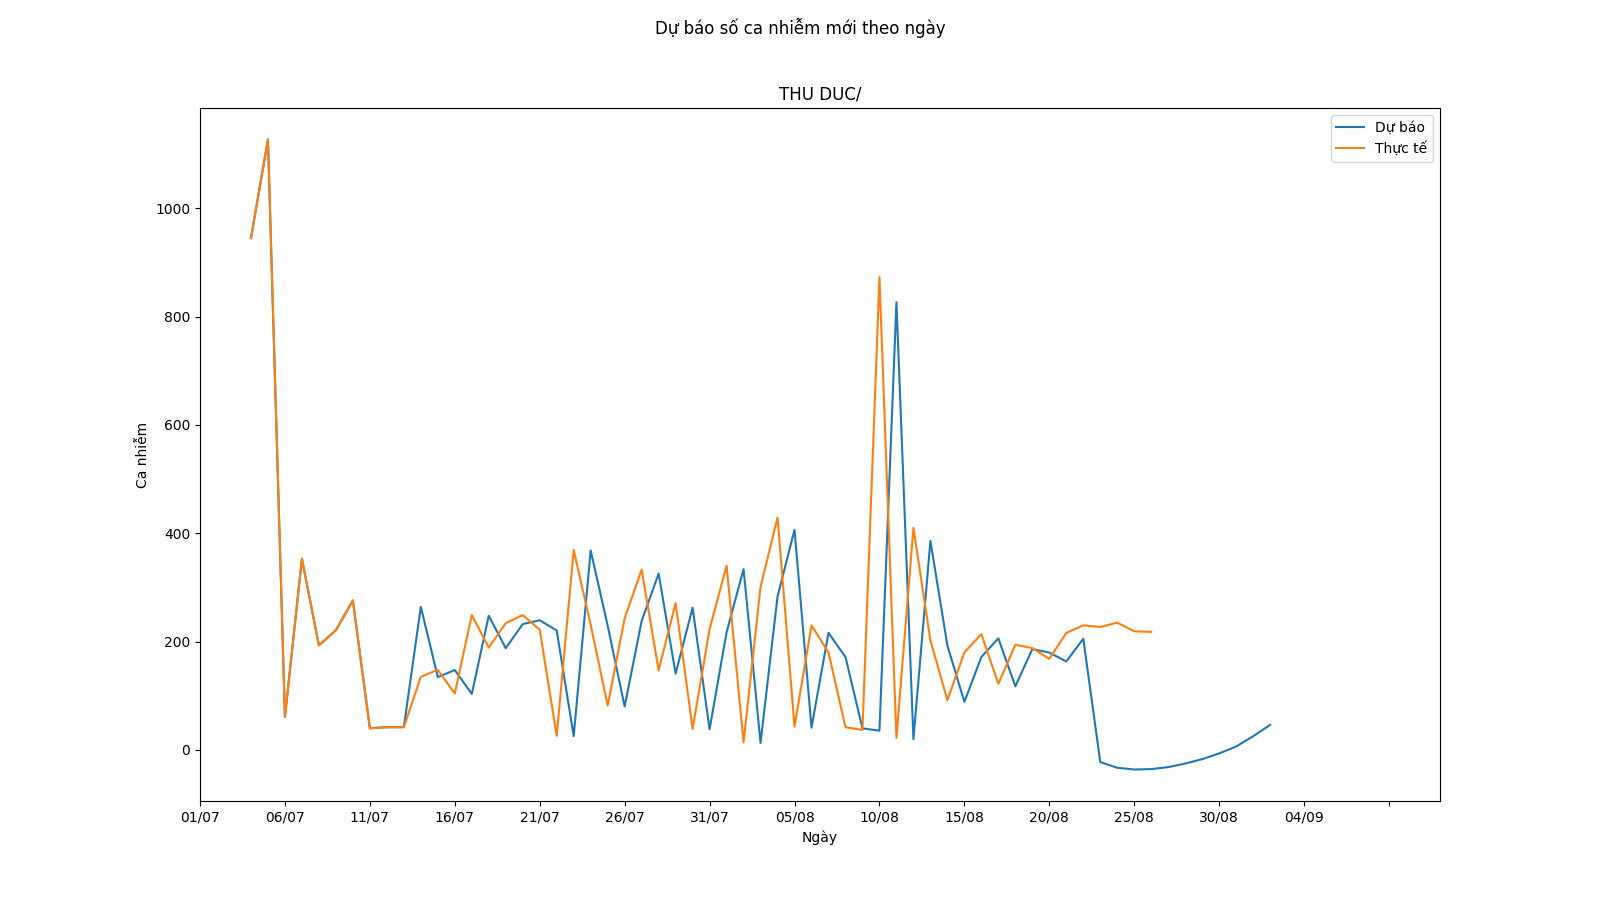 Dự báo số ca nhiễm mới theo ngày
THU DUC/
Dự báo
Thực tế
1000
800
600
400
200
0
Ca nhiễm
01/07 06/07 11/07 16/07 21/07 26/07 31/07 05/08 10/08 15/08 20/08 25/08 30/08 04/09
Ngày